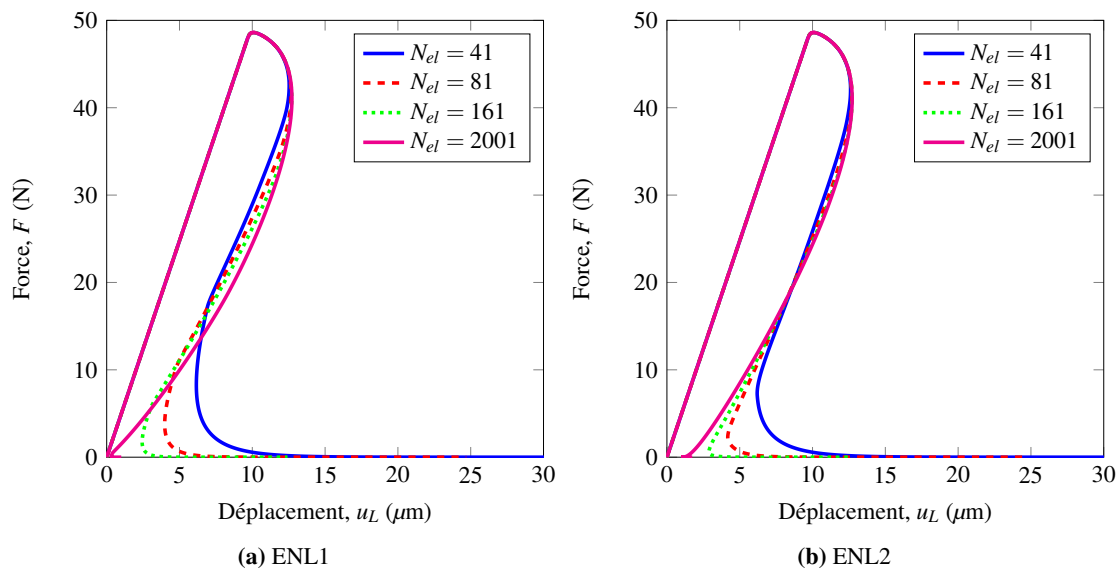 50
40
30
20
10
0
0 5 10 15 20 25 30
Force, F (N)
Déplacement, u_L (μm)
N_el = 41
N_el = 81
N_el = 161
N_el = 2001
(a) ENL1
50
40
30
20
10
0
0 5 10 15 20 25 30
Force, F (N)
Déplacement, u_L (μm)
N_el = 41
N_el = 81
N_el = 161
N_el = 2001
(b) ENL2